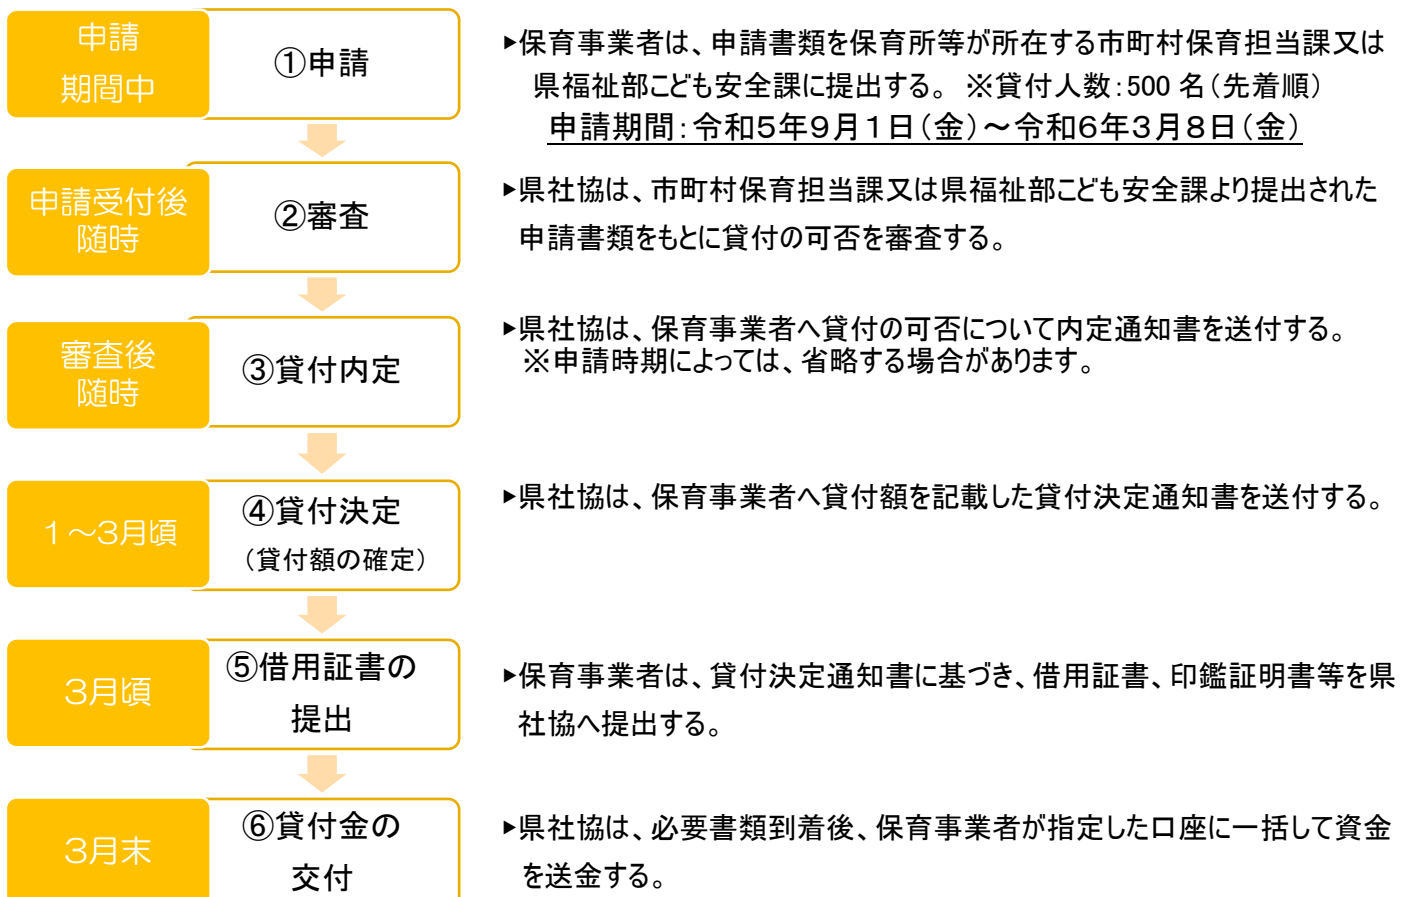 申請
期間中
①申請
▶保育事業者は、申請書類を保育所等が所在する市町村保育担当課又は
県福祉部こども安全課に提出する。 ※貸付人数：500 名（先着順）
申請期間：令和５年９月１日（金）～令和６年３月８日（金）
申請受付後
随時
②審査
▶県社協は、市町村保育担当課又は県福祉部こども安全課より提出された
申請書類をもとに貸付の可否を審査する。
審査後
随時
③貸付内定
▶県社協は、保育事業者へ貸付の可否について内定通知書を送付する。
※申請時期によっては、省略する場合があります。
１～３月頃
④貸付決定
（貸付額の確定）
▶県社協は、保育事業者へ貸付額を記載した貸付決定通知書を送付する。
３月頃
⑤借用証書の
提出
▶保育事業者は、貸付決定通知書に基づき、借用証書、印鑑証明書等を県
社協へ提出する。
３月末
⑥貸付金の
交付
▶県社協は、必要書類到着後、保育事業者が指定した口座に一括して資金
を送金する。